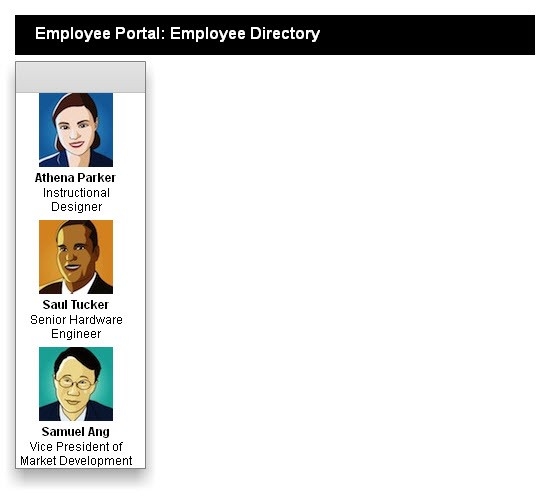 Employee Portal: Employee Directory
Athena Parker
Instructional
Designer
Saul Tucker
Senior Hardware
Engineer
Samuel Ang
Vice President of
Market Development